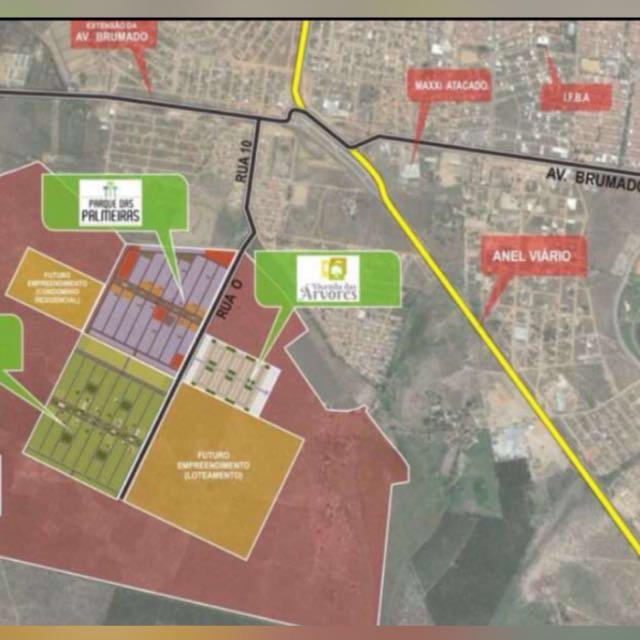 EXTENSÃO DA
AV. BRUMADO
MAXXI ATACADO
I.F.B.A
RUA 10
AV. BRUMADO
PARQUE DAS
PALMEIRAS
ANEL VIÁRIO
FUTURO
EMPREENDIMENTO
(CONDOMÍNIO
RESIDENCIAL)
RUA O
Vivenda das
Árvores
FUTURO
EMPREENDIMENTO
(LOTEAMENTO)